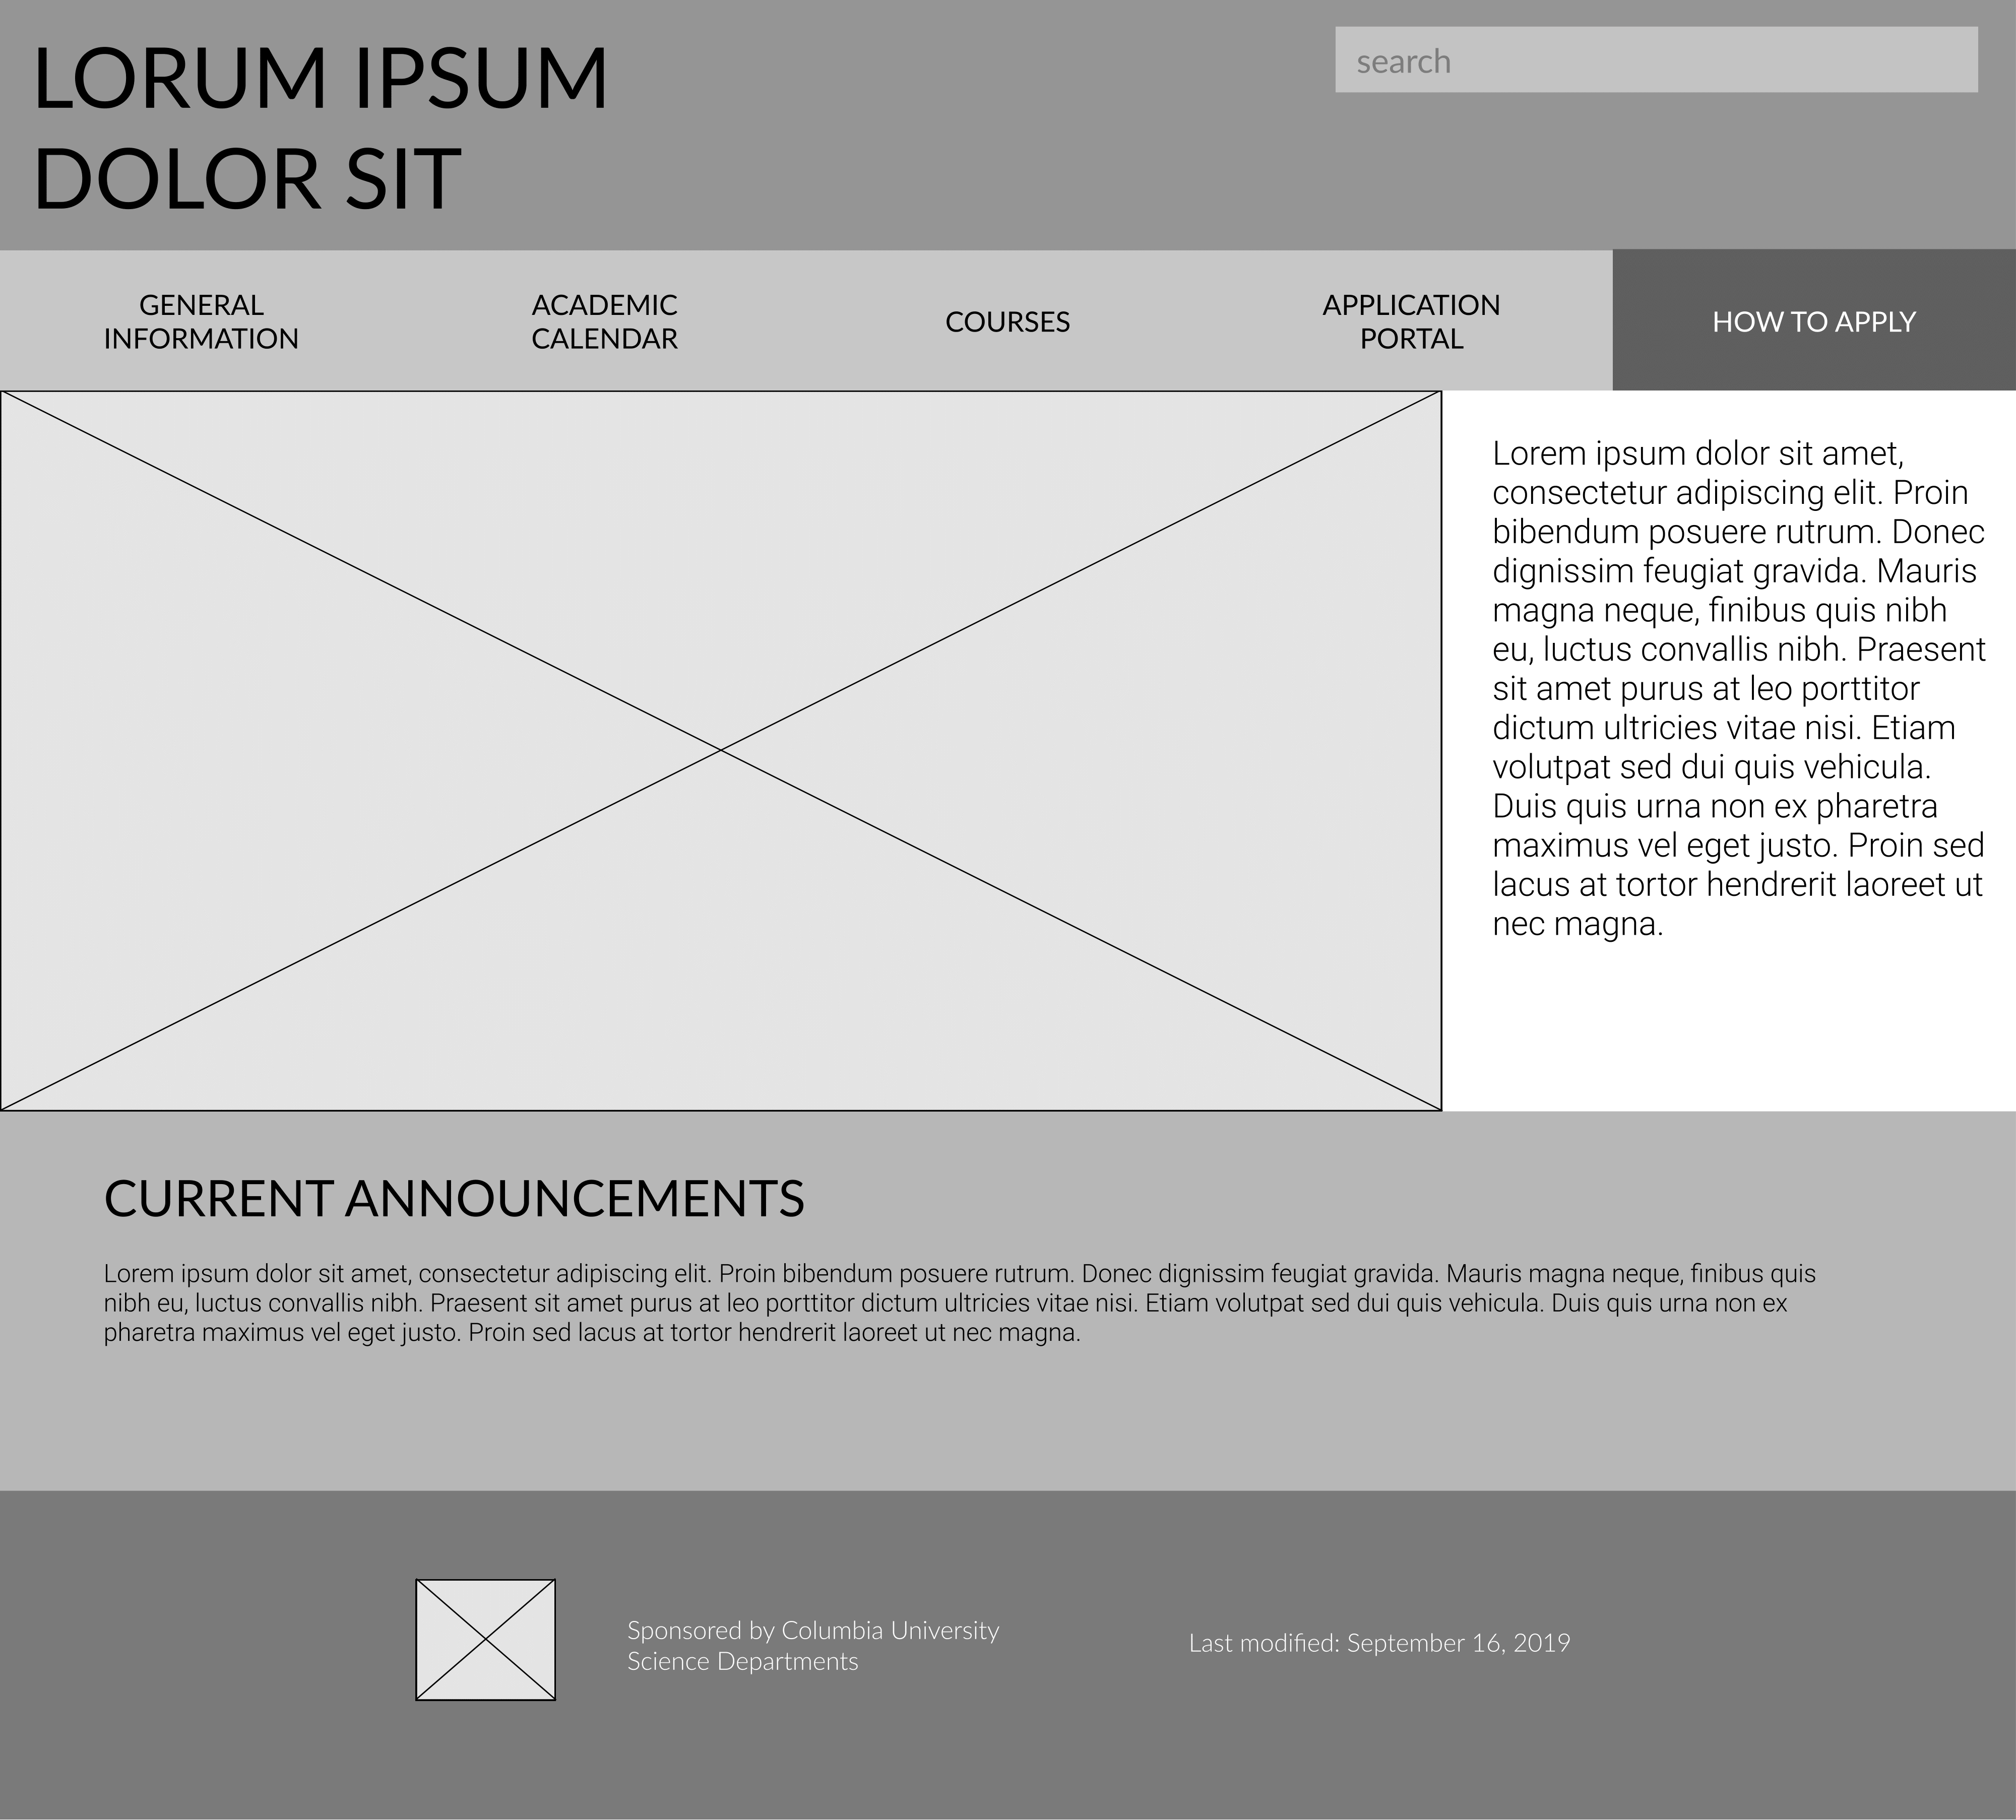 LORUM IPSUM
DOLOR SIT
search
GENERAL
INFORMATION
ACADEMIC
CALENDAR
COURSES
APPLICATION
PORTAL
HOW TO APPLY
Lorem ipsum dolor sit amet,
consectetur adipiscing elit. Proin
bibendum posuere rutrum. Donec
dignissim feugiat gravida. Mauris
magna neque, finibus quis nibh
eu, luctus convallis nibh. Praesent
sit amet purus at leo porttitor
dictum ultricies vitae nisi. Etiam
volutpat sed dui quis vehicula.
Duis quis urna non ex pharetra
maximus vel eget justo. Proin sed
lacus at tortor hendrerit laoreet ut
nec magna.
CURRENT ANNOUNCEMENTS
Lorem ipsum dolor sit amet, consectetur adipiscing elit. Proin bibendum posuere rutrum. Donec dignissim feugiat gravida. Mauris magna neque, finibus quis
nibh eu, luctus convallis nibh. Praesent sit amet purus at leo porttitor dictum ultricies vitae nisi. Etiam volutpat sed dui quis vehicula. Duis quis urna non ex
pharetra maximus vel eget justo. Proin sed lacus at tortor hendrerit laoreet ut nec magna.
Sponsored by Columbia University
Science Departments
Last modified: September 16, 2019